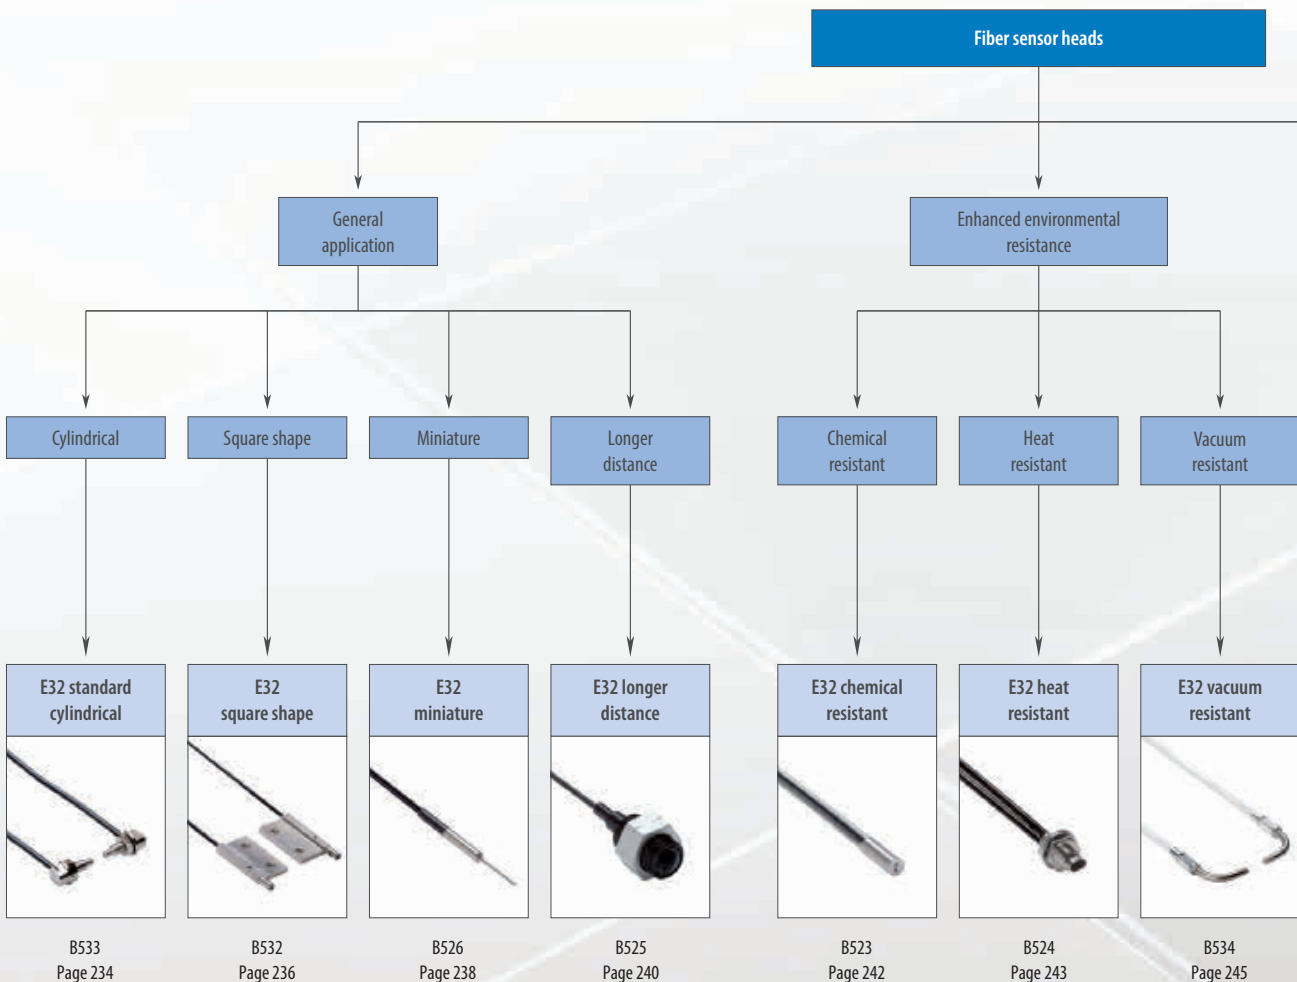 Fiber sensor heads
General
application
Enhanced environmental
resistance
Cylindrical
Square shape
Miniature
Longer
distance
Chemical
resistant
Heat
resistant
Vacuum
resistant
E32 standard
cylindrical
E32
square shape
E32
miniature
E32 longer
distance
E32 chemical
resistant
E32 heat
resistant
E32 vacuum
resistant
B533
Page 234
B532
Page 236
B526
Page 238
B525
Page 240
B523
Page 242
B524
Page 243
B534
Page 245